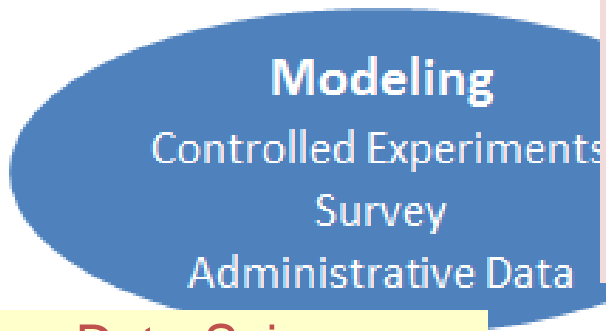 Modeling
Controlled Experiments
Survey
Administrative Data